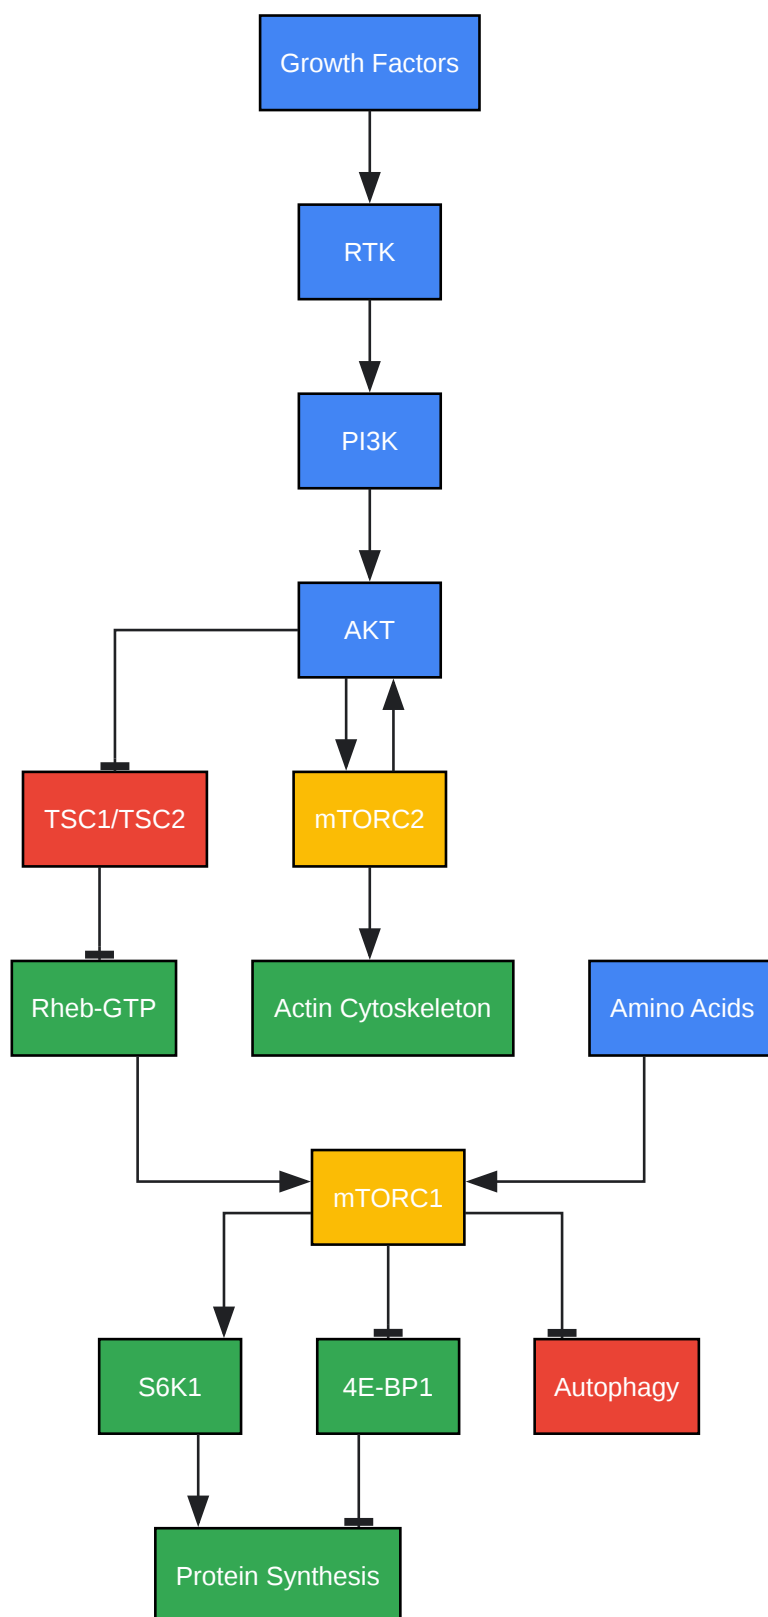 Growth Factors
RTK
PI3K
AKT
TSC1/TSC2
mTORC2
Rheb-GTP
Actin Cytoskeleton
Amino Acids
mTORC1
S6K1
4E-BP1
Autophagy
Protein Synthesis